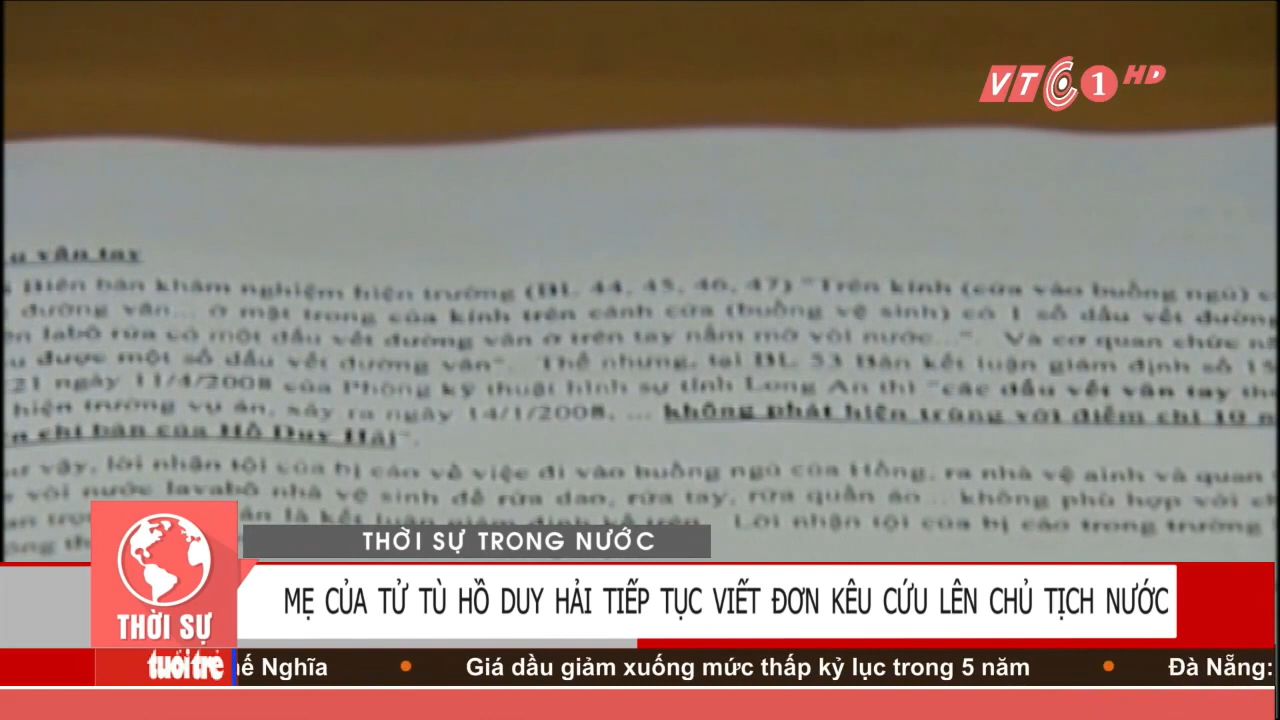 VTC 1 HD
vân tay
Biên bản khám nghiệm hiện trường (BL 44, 45, 46, 47) "Trên kính (cửa vào buồng ngủ)
đường vân... ở mặt trong của kính trên cánh cửa (buồng vệ sinh) có 1 số dấu vết đường
labô rửa có một dấu vết đường vân ở trên tay nắm mở vòi nước..." Và cơ quan chức
được một số dấu vết đường vân". Thế nhưng, tại BL 53 Bản kết luận giám định số
21 ngày 11/4/2008 của Phòng kỹ thuật hình sự tỉnh Long An thì "các dấu vết vân tay
hiện trường vụ án, xảy ra ngày 14/1/2008, ... không phát hiện trùng với điểm chỉ 10
chỉ bản của Hồ Duy Hải".
vậy, lời nhận tội của bị cáo về việc đi vào buồng ngủ của Hồng, ra nhà vệ sinh và quan
vòi nước lavabô nhà vệ sinh để rửa dao, rửa tay, rửa quần áo... không phù hợp với
là kết luận giám định số trên. Lời nhận tội của bị cáo trong trường
THỜI SỰ TRONG NƯỚC
MẸ CỦA TỬ TÙ HỒ DUY HẢI TIẾP TỤC VIẾT ĐƠN KÊU CỨU LÊN CHỦ TỊCH NƯỚC
THỜI SỰ
tuổi trẻ
hế Nghĩa • Giá dầu giảm xuống mức thấp kỷ lục trong 5 năm • Đà Nẵng: